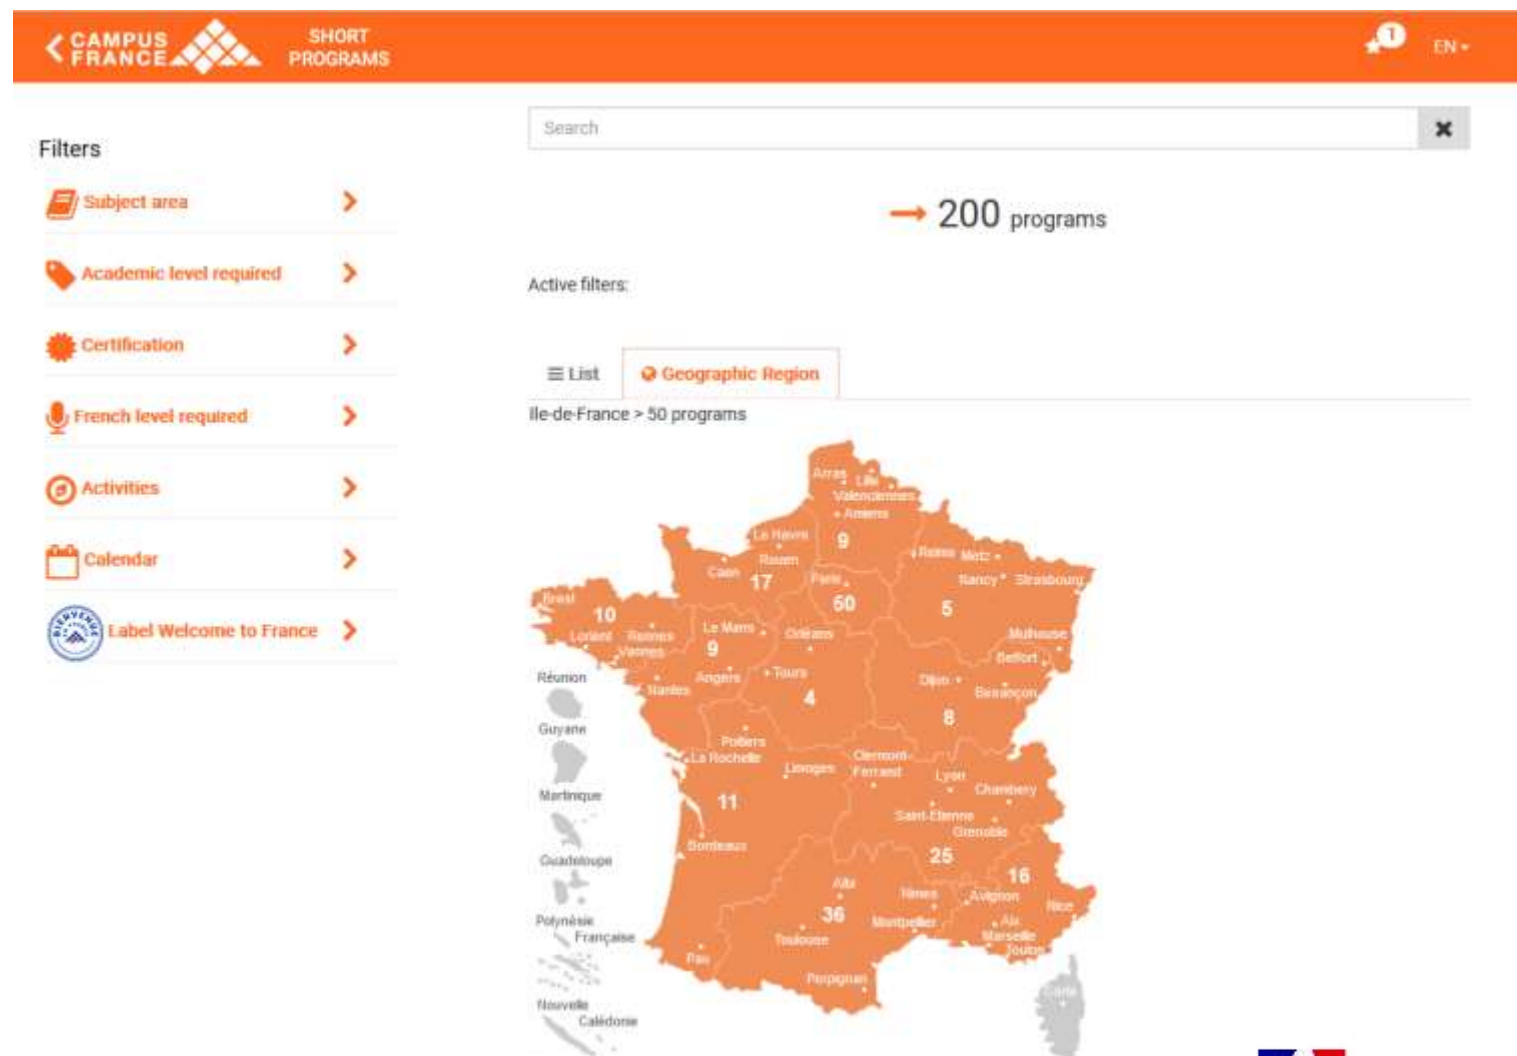 CAMPUS FRANCE
SHORT PROGRAMS
1
EN
Filters
Subject area
Academic level required
Certification
French level required
Activities
Calendar
BIENVENUE
Label Welcome to France
Search
200 programs
Active filters:
List
Geographic Region
Ile-de-France > 50 programs
Arras
Lille
Valenciennes
Amiens
9
Le Havre
Rouen
Caen
17
Paris
50
Reims
Metz
Nancy
Strasbourg
5
Brest
10
Lorient
Rennes
Vannes
Le Mans
9
Angers
Nantes
Orléans
Tours
4
Mulhouse
Belfort
Dijon
Besançon
8
Poitiers
La Rochelle
Limoges
11
Bordeaux
Pau
Clermont-Ferrand
Lyon
Chambery
Saint-Etienne
Grenoble
25
16
Avignon
Nice
Aix
Marseille
Toulon
Albi
Nimes
36
Montpellier
Toulouse
Perpignan
Réunion
Guyane
Martinique
Guadeloupe
Polynésie
Française
Nouvelle
Calédonie